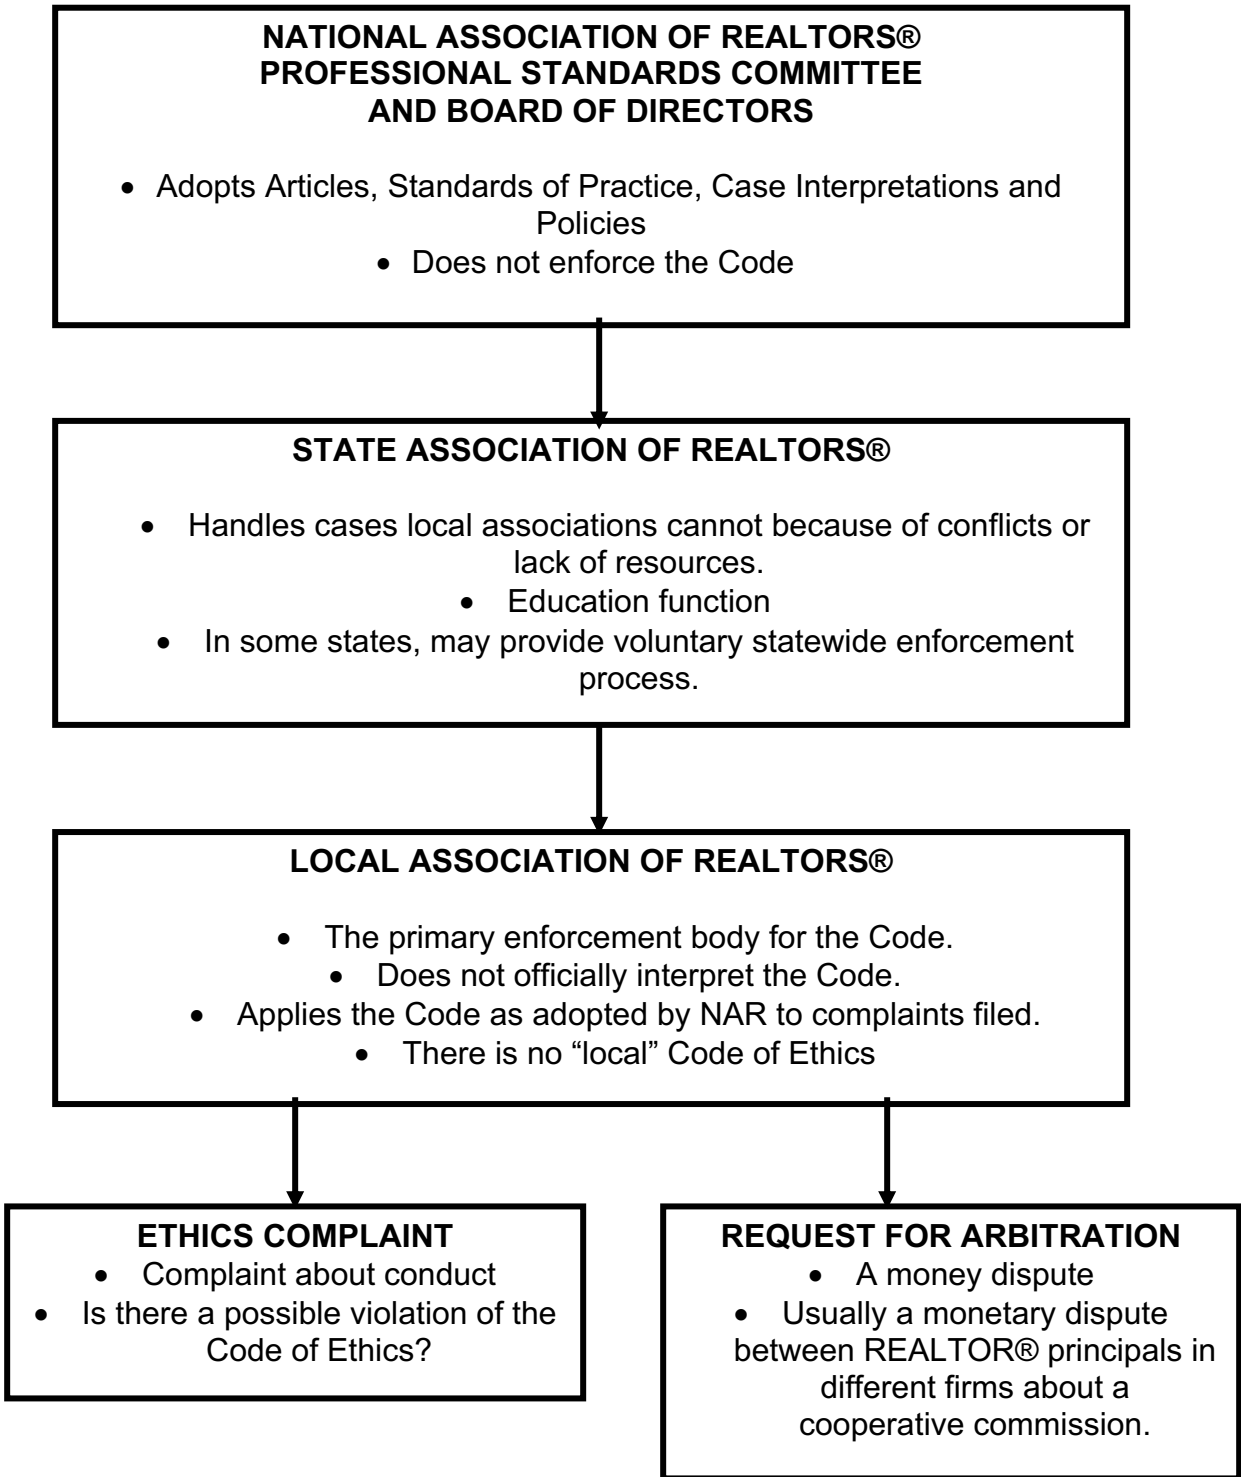 NATIONAL ASSOCIATION OF REALTORS®
PROFESSIONAL STANDARDS COMMITTEE
AND BOARD OF DIRECTORS
• Adopts Articles, Standards of Practice, Case Interpretations and
Policies
• Does not enforce the Code
STATE ASSOCIATION OF REALTORS®
• Handles cases local associations cannot because of conflicts or
lack of resources.
• Education function
• In some states, may provide voluntary statewide enforcement
process.
LOCAL ASSOCIATION OF REALTORS®
• The primary enforcement body for the Code.
• Does not officially interpret the Code.
• Applies the Code as adopted by NAR to complaints filed.
• There is no “local” Code of Ethics
ETHICS COMPLAINT
• Complaint about conduct
• Is there a possible violation of the
Code of Ethics?
REQUEST FOR ARBITRATION
• A money dispute
• Usually a monetary dispute
between REALTOR® principals in
different firms about a
cooperative commission.